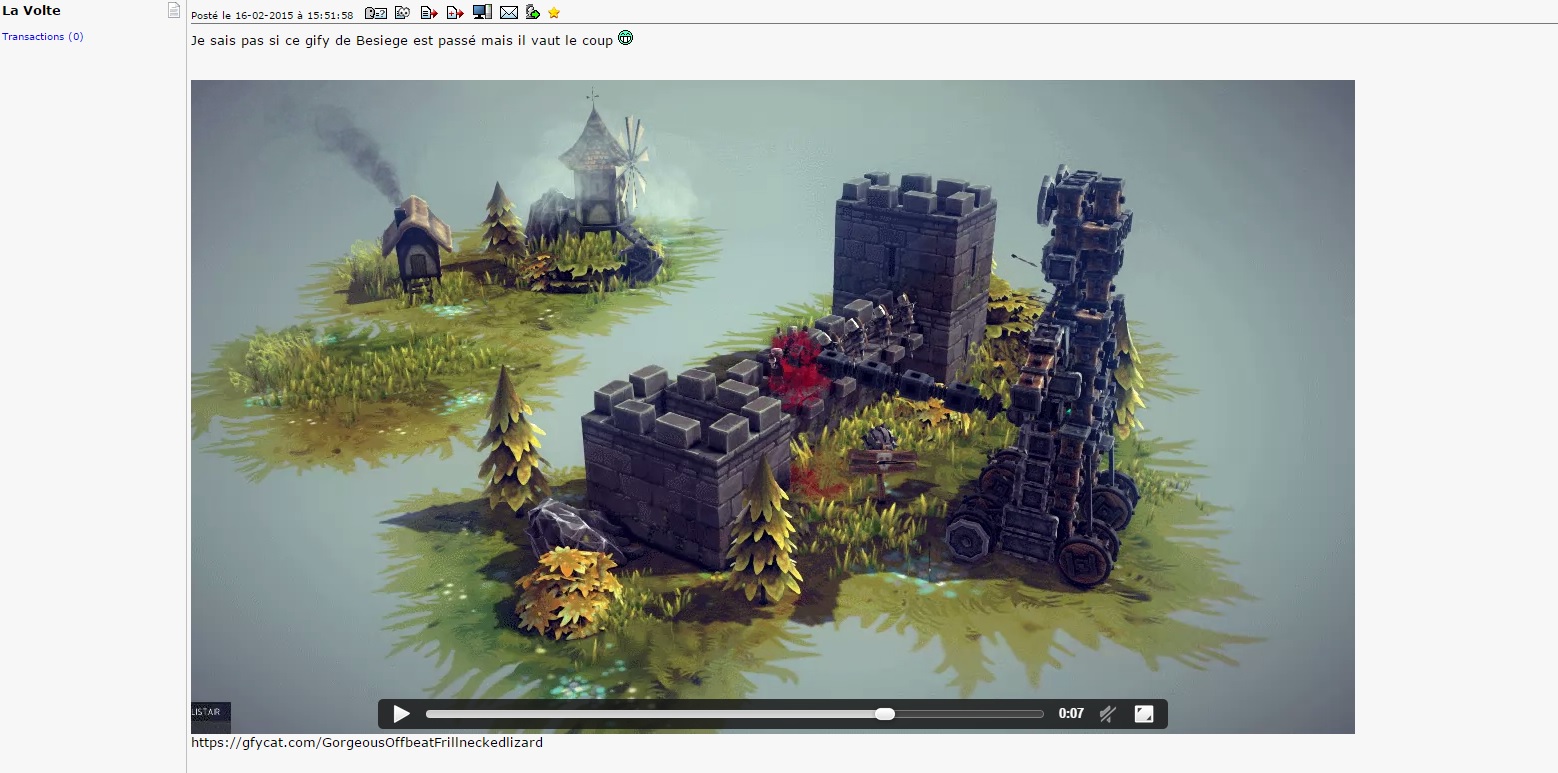 La Volte
Transactions (0)
Posté le 16-02-2015 à 15:51:58
Je sais pas si ce gify de Besiege est passé mais il vaut le coup
LISTAIR
0:07
https://gfycat.com/GorgeousOffbeatFrillneckedlizard